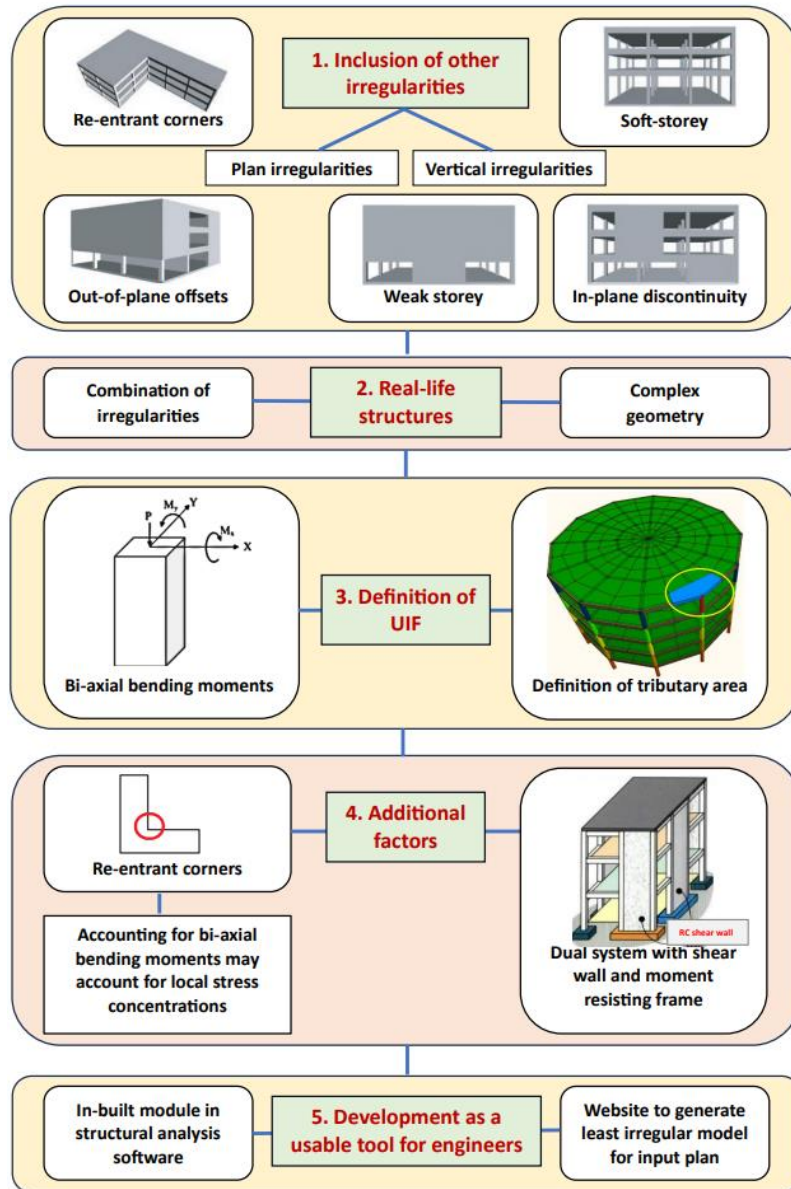 1. Inclusion of other
irregularities
Re-entrant corners
Soft-storey
Plan irregularities
Vertical irregularities
Out-of-plane offsets
Weak storey
In-plane discontinuity
Combination of
irregularities
2. Real-life
structures
Complex
geometry
P
My
Y
Mx
X
Bi-axial bending moments
3. Definition of
UIF
Definition of tributary area
Re-entrant corners
Accounting for bi-axial
bending moments may
account for local stress
concentrations
4. Additional
factors
RC shear wall
Dual system with shear
wall and moment
resisting frame
In-built module in
structural analysis
software
5. Development as a
usable tool for engineers
Website to generate
least irregular model
for input plan